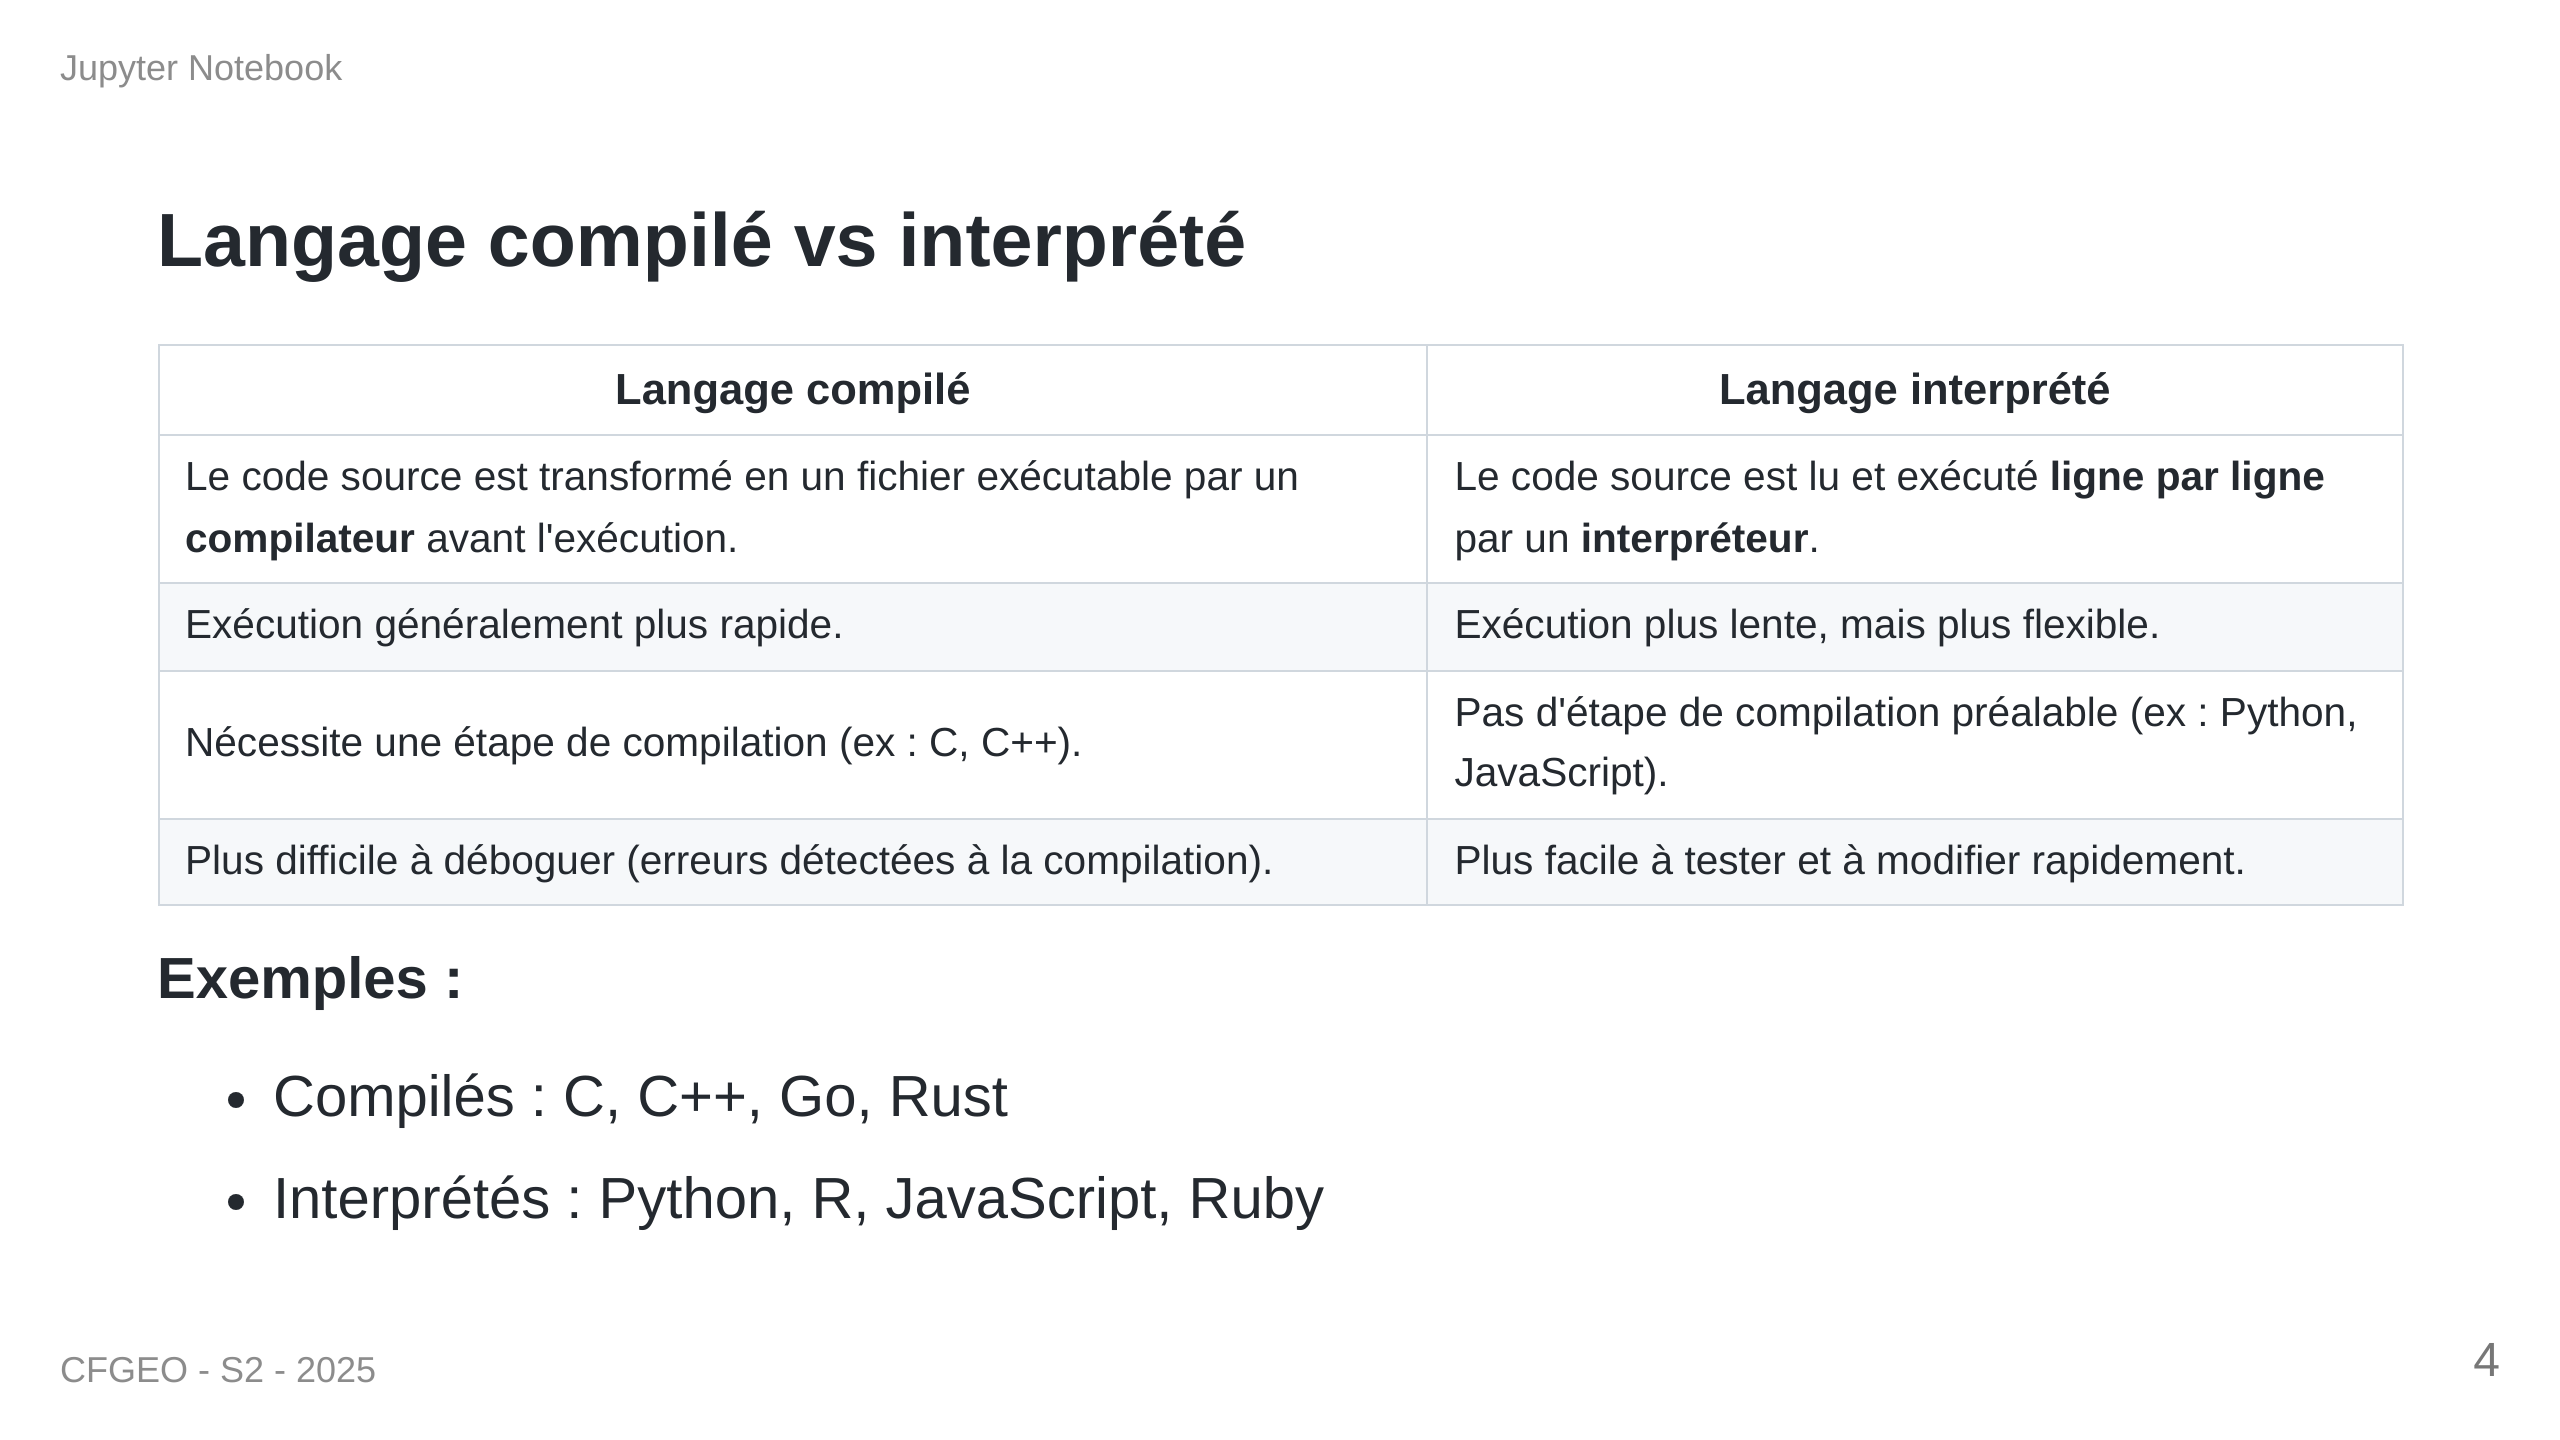 Jupyter Notebook
Langage compilé vs interprété
Langage compilé
Langage interprété
Le code source est transformé en un fichier exécutable par un
compilateur avant l'exécution.
Le code source est lu et exécuté ligne par ligne
par un interpréteur.
Exécution généralement plus rapide.
Exécution plus lente, mais plus flexible.
Nécessite une étape de compilation (ex : C, C++).
Pas d'étape de compilation préalable (ex : Python,
JavaScript).
Plus difficile à déboguer (erreurs détectées à la compilation).
Plus facile à tester et à modifier rapidement.
Exemples :
• Compilés : C, C++, Go, Rust
• Interprétés : Python, R, JavaScript, Ruby
CFGEO - S2 - 2025
4